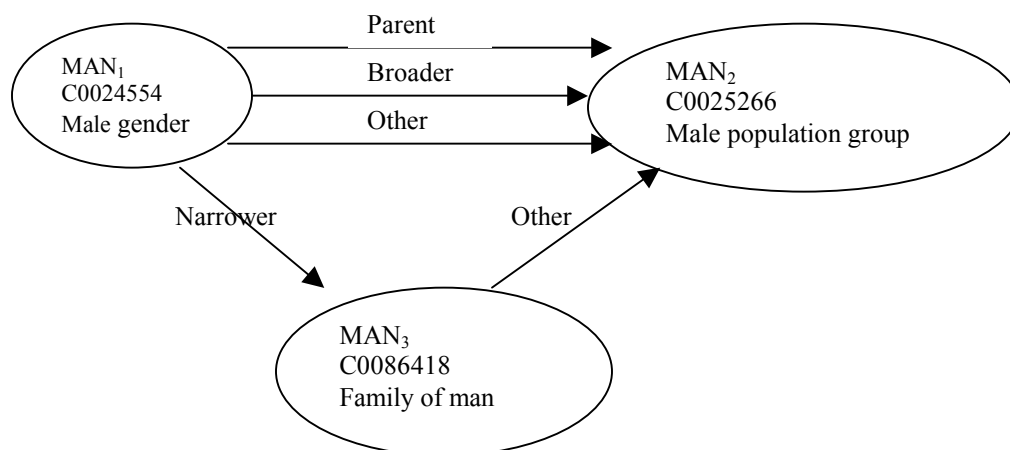 Parent
MAN₁
C0024554
Male gender
Broader
MAN₂
C0025266
Male population group
Other
Narrower
Other
MAN₃
C0086418
Family of man